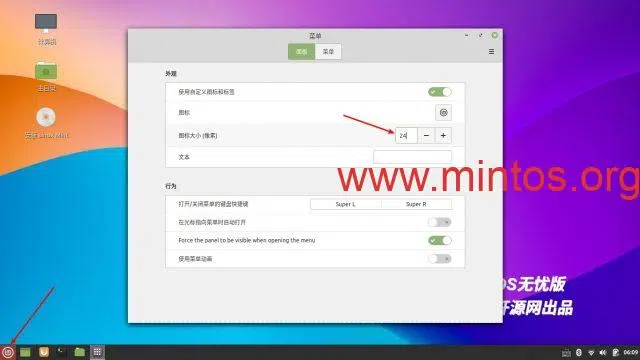 计算机
主目录
安装 Linux Mint
菜单
面板 菜单
外观
使用自定义图标和标签
图标
图标大小 (像素)
24
文本
www.mintos.org
行为
打开/关闭菜单的键盘快捷键
Super L
Super R
在光标指向菜单时自动打开
Force the panel to be visible when opening the menu
使用菜单动画
OS无忧版
开源网出品
06:09